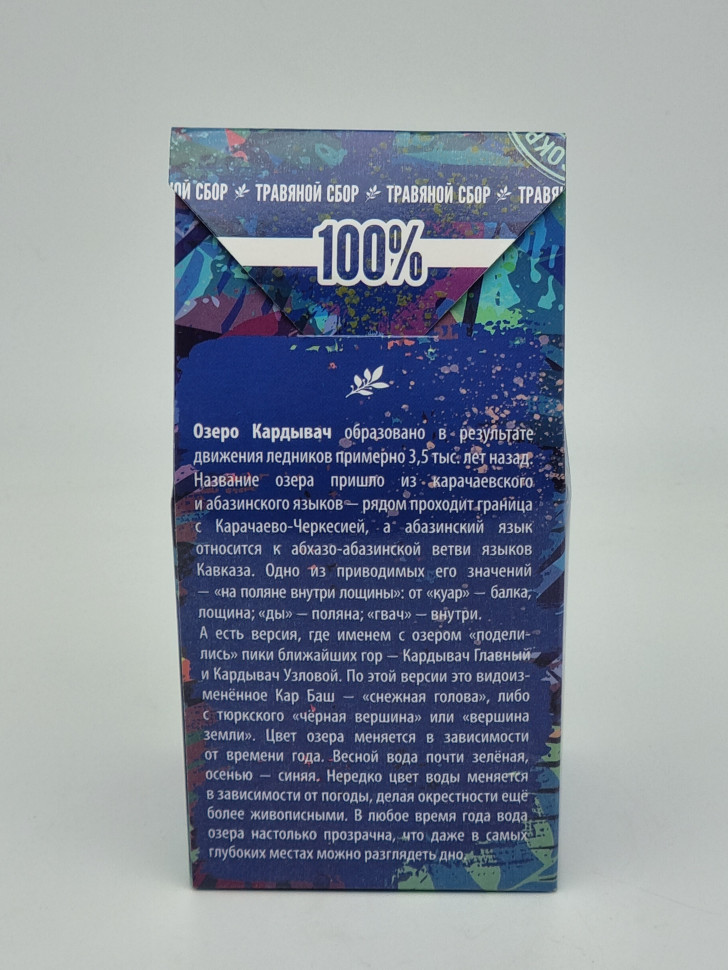 ОКР
ОЙ СБОР ТРАВЯНОЙ СБОР ТРАВЯНОЙ СБОР ТРАВЯ
100%
Озеро Кардывач образовано в результате
движения ледников примерно 3,5 тыс. лет назад.
Название озера пришло из карачаевского
и абазинского языков — рядом проходит граница
с Карачаево-Черкесией, а абазинский язык
относится к абхазо-абазинской ветви языков
Кавказа. Одно из приводимых его значений
— «на поляне внутри лощины»: от «куар» — балка,
лощина; «ды» — поляна; «гвач» — внутри.
А есть версия, где именем с озером «подели-
лись» пики ближайших гор — Кардывач Главный
и Кардывач Узловой. По этой версии это видоиз-
менённое Кар Баш — «снежная голова», либо
с тюркского «чёрная вершина» или «вершина
земли». Цвет озера меняется в зависимости
от времени года. Весной вода почти зелёная,
осенью — синяя. Нередко цвет воды меняется
в зависимости от погоды, делая окрестности ещё
более живописными. В любое время года вода
озера настолько прозрачна, что даже в самых
глубоких местах можно разглядеть дно.